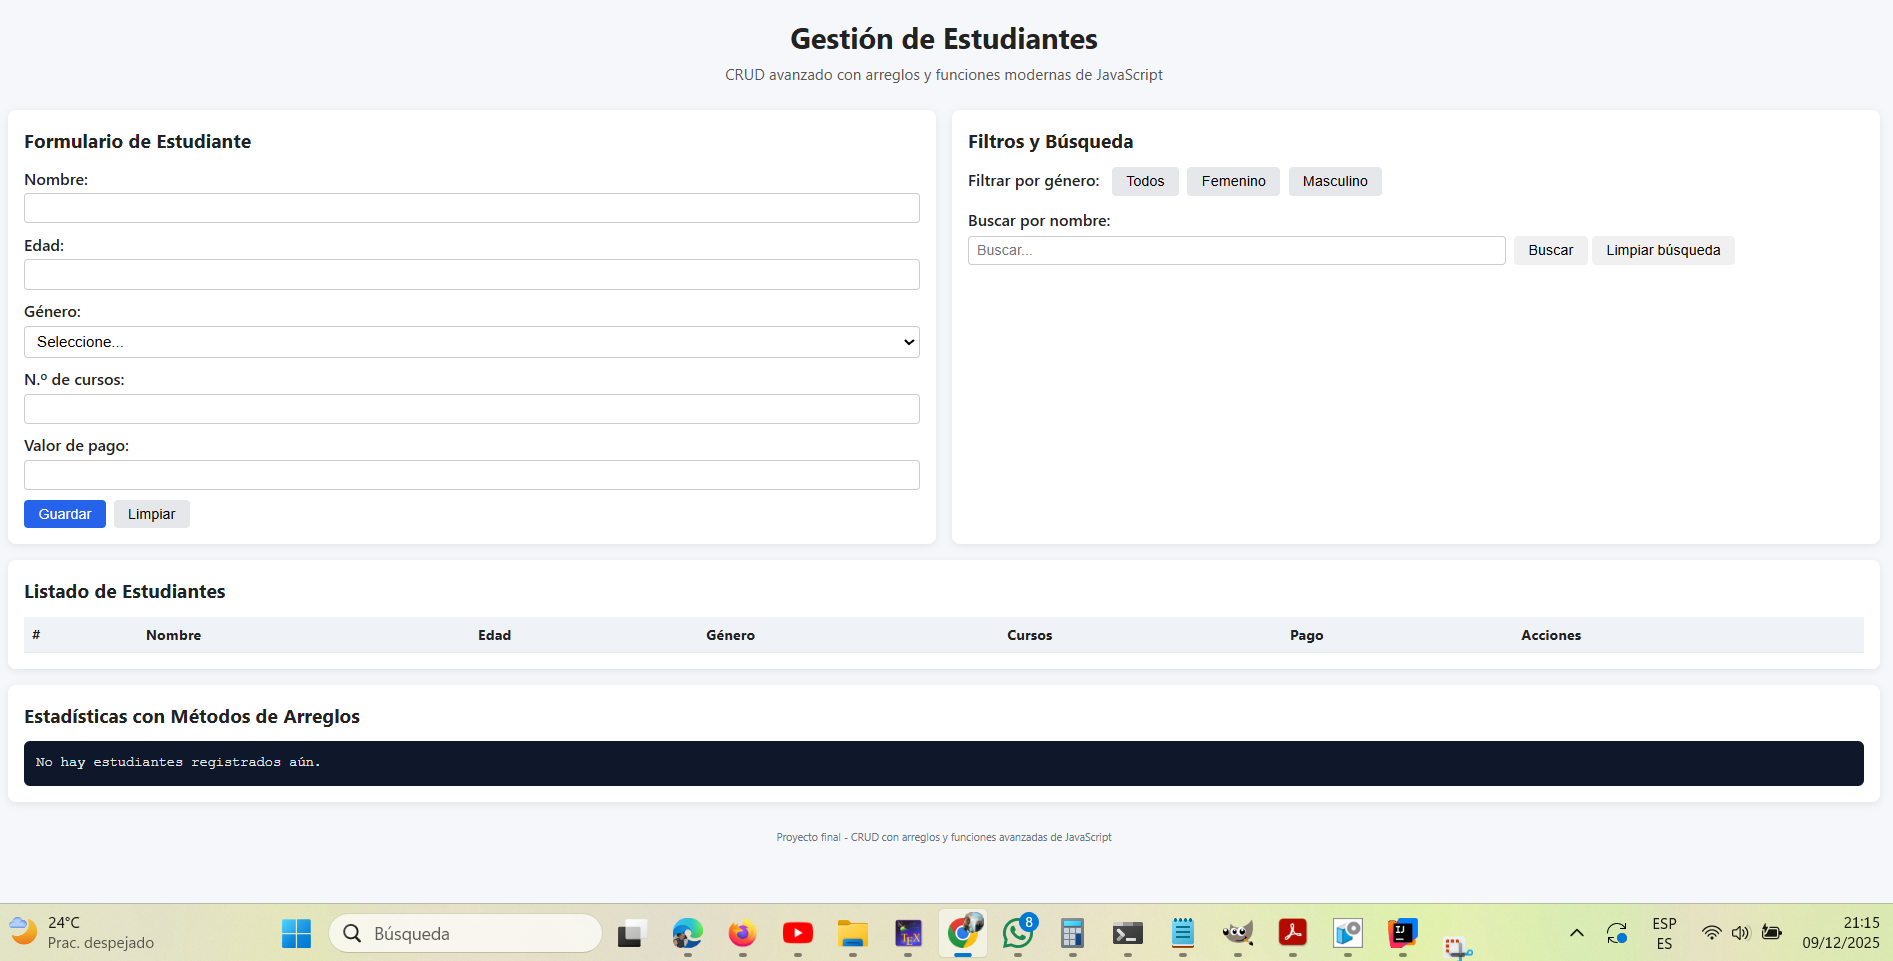 Gestión de Estudiantes
CRUD avanzado con arreglos y funciones modernas de JavaScript
Formulario de Estudiante
Nombre:
Edad:
Género:
Seleccione...
N.º de cursos:
Valor de pago:
Guardar Limpiar
Filtros y Búsqueda
Filtrar por género: Todos Femenino Masculino
Buscar por nombre:
Buscar... Buscar Limpiar búsqueda
Listado de Estudiantes
# Nombre Edad Género Cursos Pago Acciones
Estadísticas con Métodos de Arreglos
No hay estudiantes registrados aún.
Proyecto final - CRUD con arreglos y funciones avanzadas de JavaScript
24°C
Prac. despejado
Búsqueda
TEX
8
IJ
ESP
ES
21:15
09/12/2025